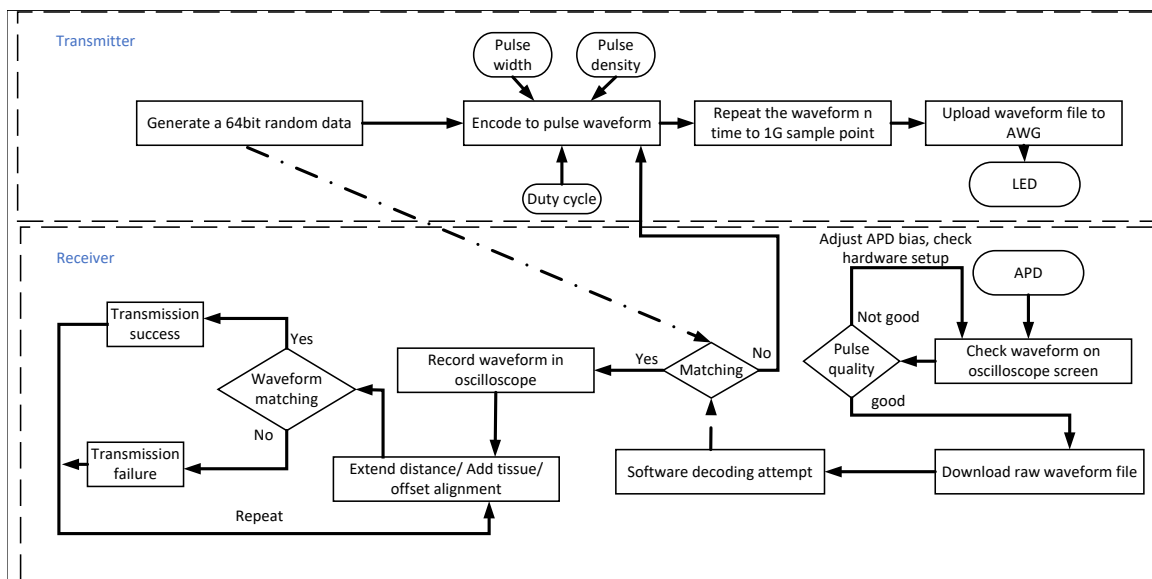 Transmitter
Pulse
width
Pulse
density
Generate a 64bit random data
Encode to pulse waveform
Repeat the waveform n
time to 1G sample point
Upload waveform file to
AWG
Duty cycle
LED
Receiver
Adjust APD bias, check
hardware setup
APD
Transmission
success
Yes
Waveform
matching
No
Transmission
failure
Record waveform in
oscilloscope
Yes
Matching
No
Not good
Pulse
quality
good
Check waveform on
oscilloscope screen
Extend distance/ Add tissue/
offset alignment
Software decoding attempt
Download raw waveform file
Repeat